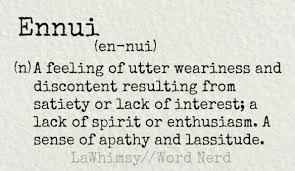 Ennui
(en-nui)
(n)A feeling of utter weariness and
discontent resulting from
satiety or lack of interest; a
lack of spirit or enthusiasm. A
sense of apathy and lassitude.
LaWhimsy//Word Nerd